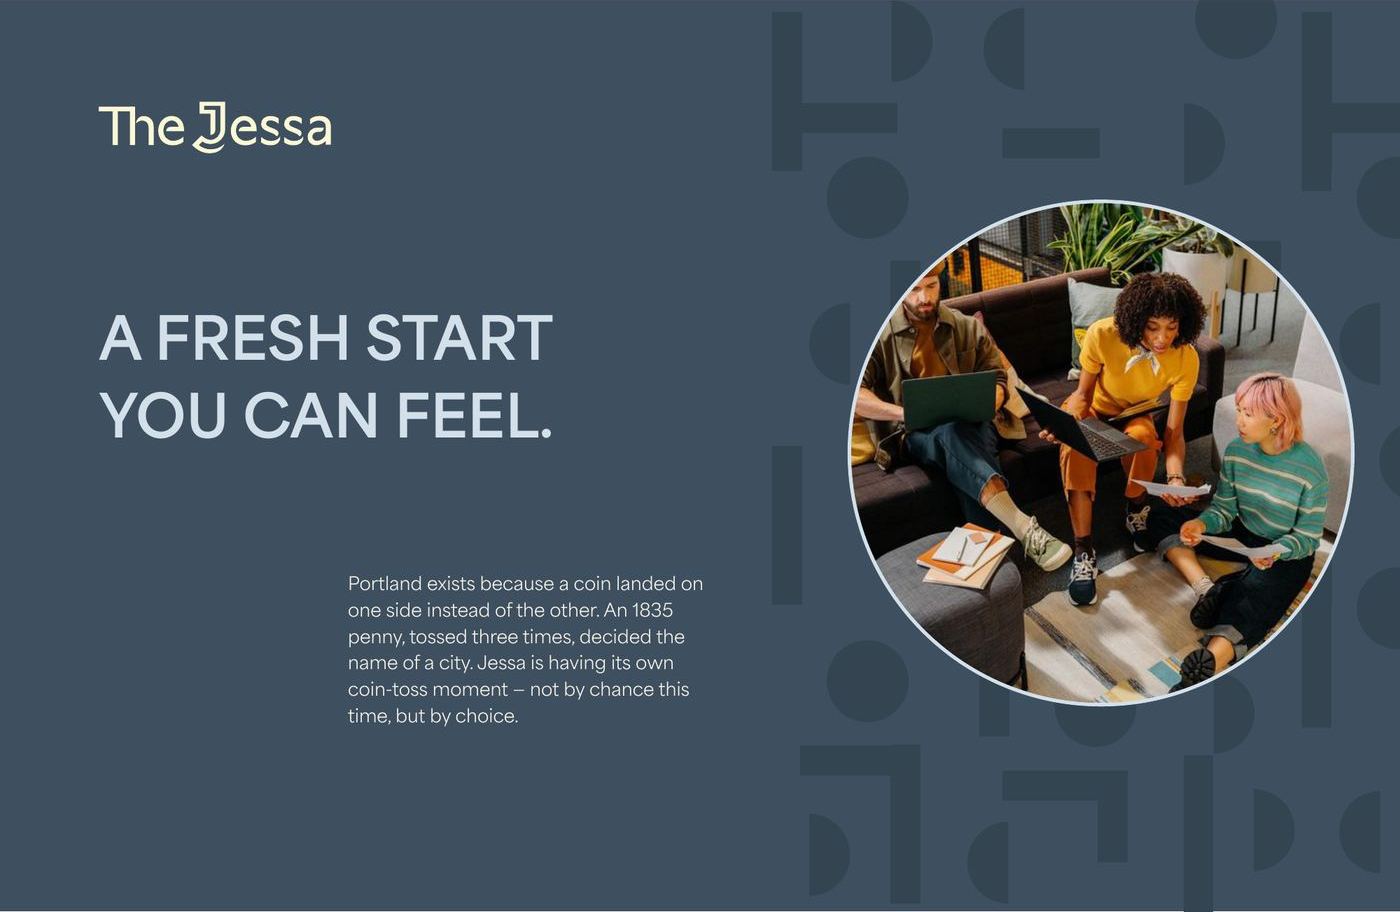 The Jessa
A FRESH START
YOU CAN FEEL.
Portland exists because a coin landed on
one side instead of the other. An 1835
penny, tossed three times, decided the
name of a city. Jessa is having its own
coin-toss moment – not by chance this
time, but by choice.